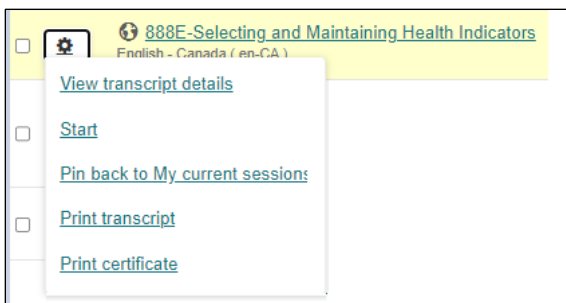 888E-Selecting and Maintaining Health Indicators
English - Canada ( en-CA )
View transcript details
Start
Pin back to My current sessions
Print transcript
Print certificate